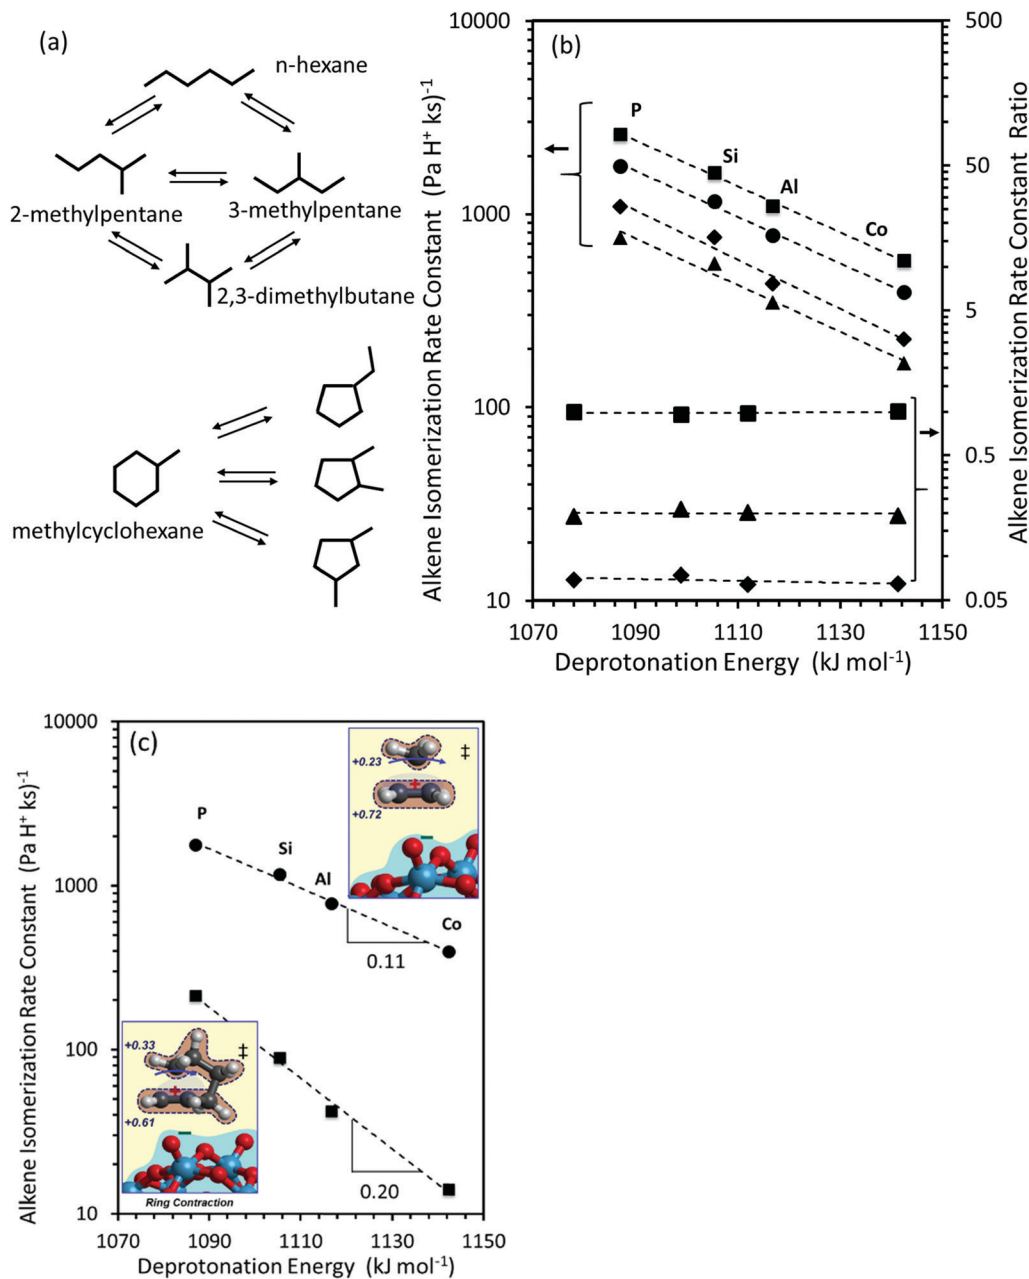 (a)
n-hexane
2-methylpentane
3-methylpentane
2,3-dimethylbutane
methylcyclohexane
(b)
Alkene Isomerization Rate Constant (Pa H⁺ ks)⁻¹
10000
1000
100
10
P
Si
Al
Co
500
50
5
0.5
0.05
Alkene Isomerization Rate Constant Ratio
1070 1090 1110 1130 1150
Deprotonation Energy (kJ mol⁻¹)
(c)
Alkene Isomerization Rate Constant (Pa H⁺ ks)⁻¹
10000
1000
100
10
P
Si
Al
Co
0.11
0.20
+0.23
‡
+
+0.72
−
+0.33
‡
+
+0.61
−
Ring Contraction
1070 1090 1110 1130 1150
Deprotonation Energy (kJ mol⁻¹)